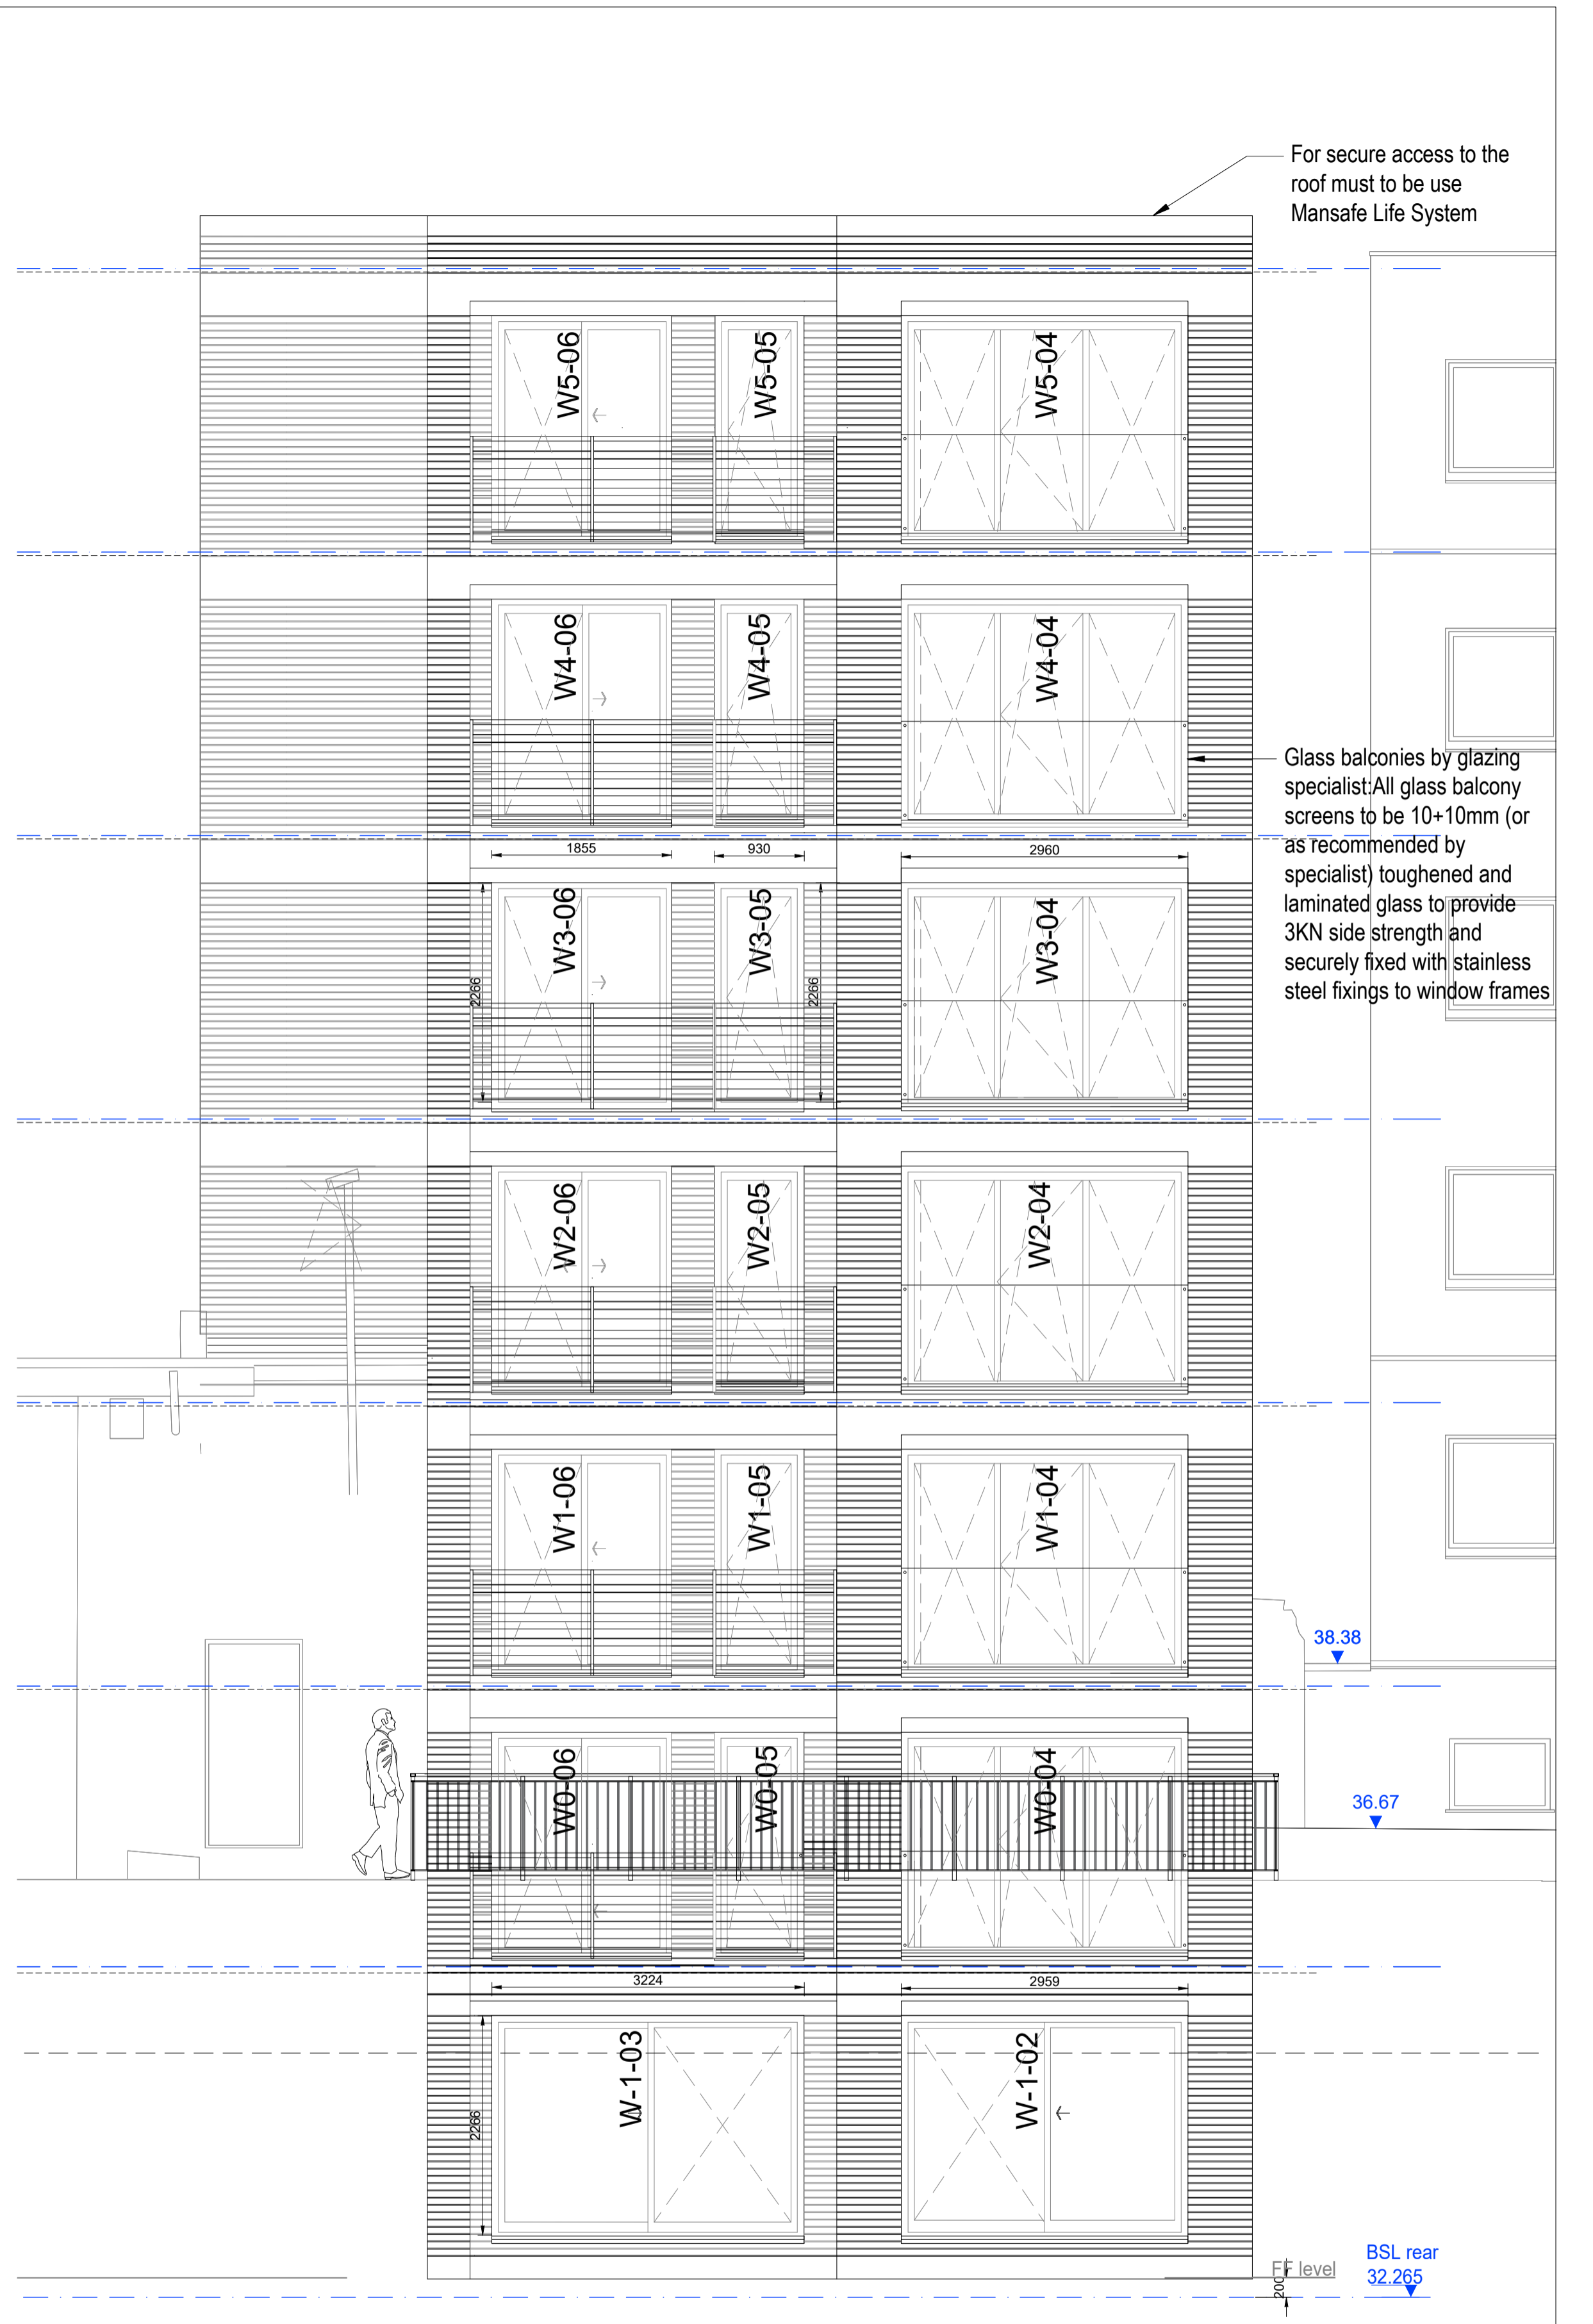 For secure access to the
roof must to be use
Mansafe Life System
W5-06
W5-05
W5-04
W4-06
W4-05
W4-04
Glass balconies by glazing
specialist:All glass balcony
screens to be 10+10mm (or
as recommended by
specialist) toughened and
laminated glass to provide
3KN side strength and
securely fixed with stainless
steel fixings to window frames
1855
930
2960
W3-06
W3-05
W3-04
2266
2266
W2-06
W2-05
W2-04
W1-06
W1-05
W1-04
38.38
W0-06
W0-05
W0-04
36.67
3224
2959
W-1-03
W-1-02
2266
FF level
200
BSL rear
32.265